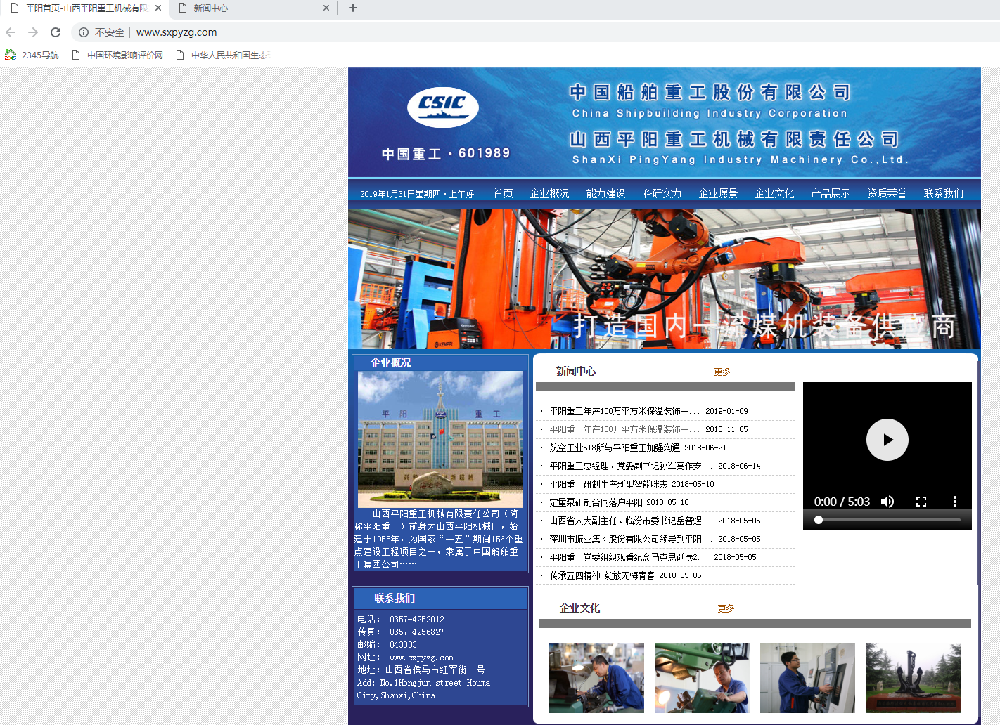 平阳首页-山西平阳重工机械有限
新闻中心
不安全
www.sxpyzg.com
2345导航
中国环境影响评价网
中华人民共和国生态
CSIC
中国重工·601989
中国船舶重工股份有限公司
China Shipbuilding Industry Corporation
山西平阳重工机械有限责任公司
ShanXi PingYang Industry Machinery Co.,Ltd.
2019年1月31日星期四·上午好 首页 企业概况 能力建设 科研实力 企业愿景 企业文化 产品展示 资质荣誉 联系我们
KEMPPI
打造国内一流煤机装备供应商
企业概况
平阳 重工
山西平阳重工机械有限责任公司（简
称平阳重工）前身为山西平阳机械厂，始
建于1955年，为国家“一五”期间156个重
点建设工程项目之一，隶属于中国船舶重
工集团公司……
联系我们
电话： 0357-4252012
传真： 0357-4256827
邮编： 043003
网址： www.sxpyzg.com
地址：山西省侯马市红军街一号
Add: No.1Hongjun street Houma
City,Shanxi,China
新闻中心 更多
· 平阳重工年产100万平方米保温装饰一... 2019-01-09
· 平阳重工年产100万平方米保温装饰一... 2018-11-05
· 航空工业618所与平阳重工加强沟通 2018-06-21
· 平阳重工总经理、党委副书记孙军亮作安... 2018-06-14
· 平阳重工研制生产新型智能咪表 2018-05-10
· 定量泵研制合同落户平阳 2018-05-10
· 山西省人大副主任、临汾市委书记岳普煜... 2018-05-05
· 深圳市振业集团股份有限公司领导到平阳... 2018-05-05
· 平阳重工党委组织观看纪念马克思诞辰2... 2018-05-05
· 传承五四精神 绽放无悔青春 2018-05-05
0:00 / 5:03
企业文化 更多